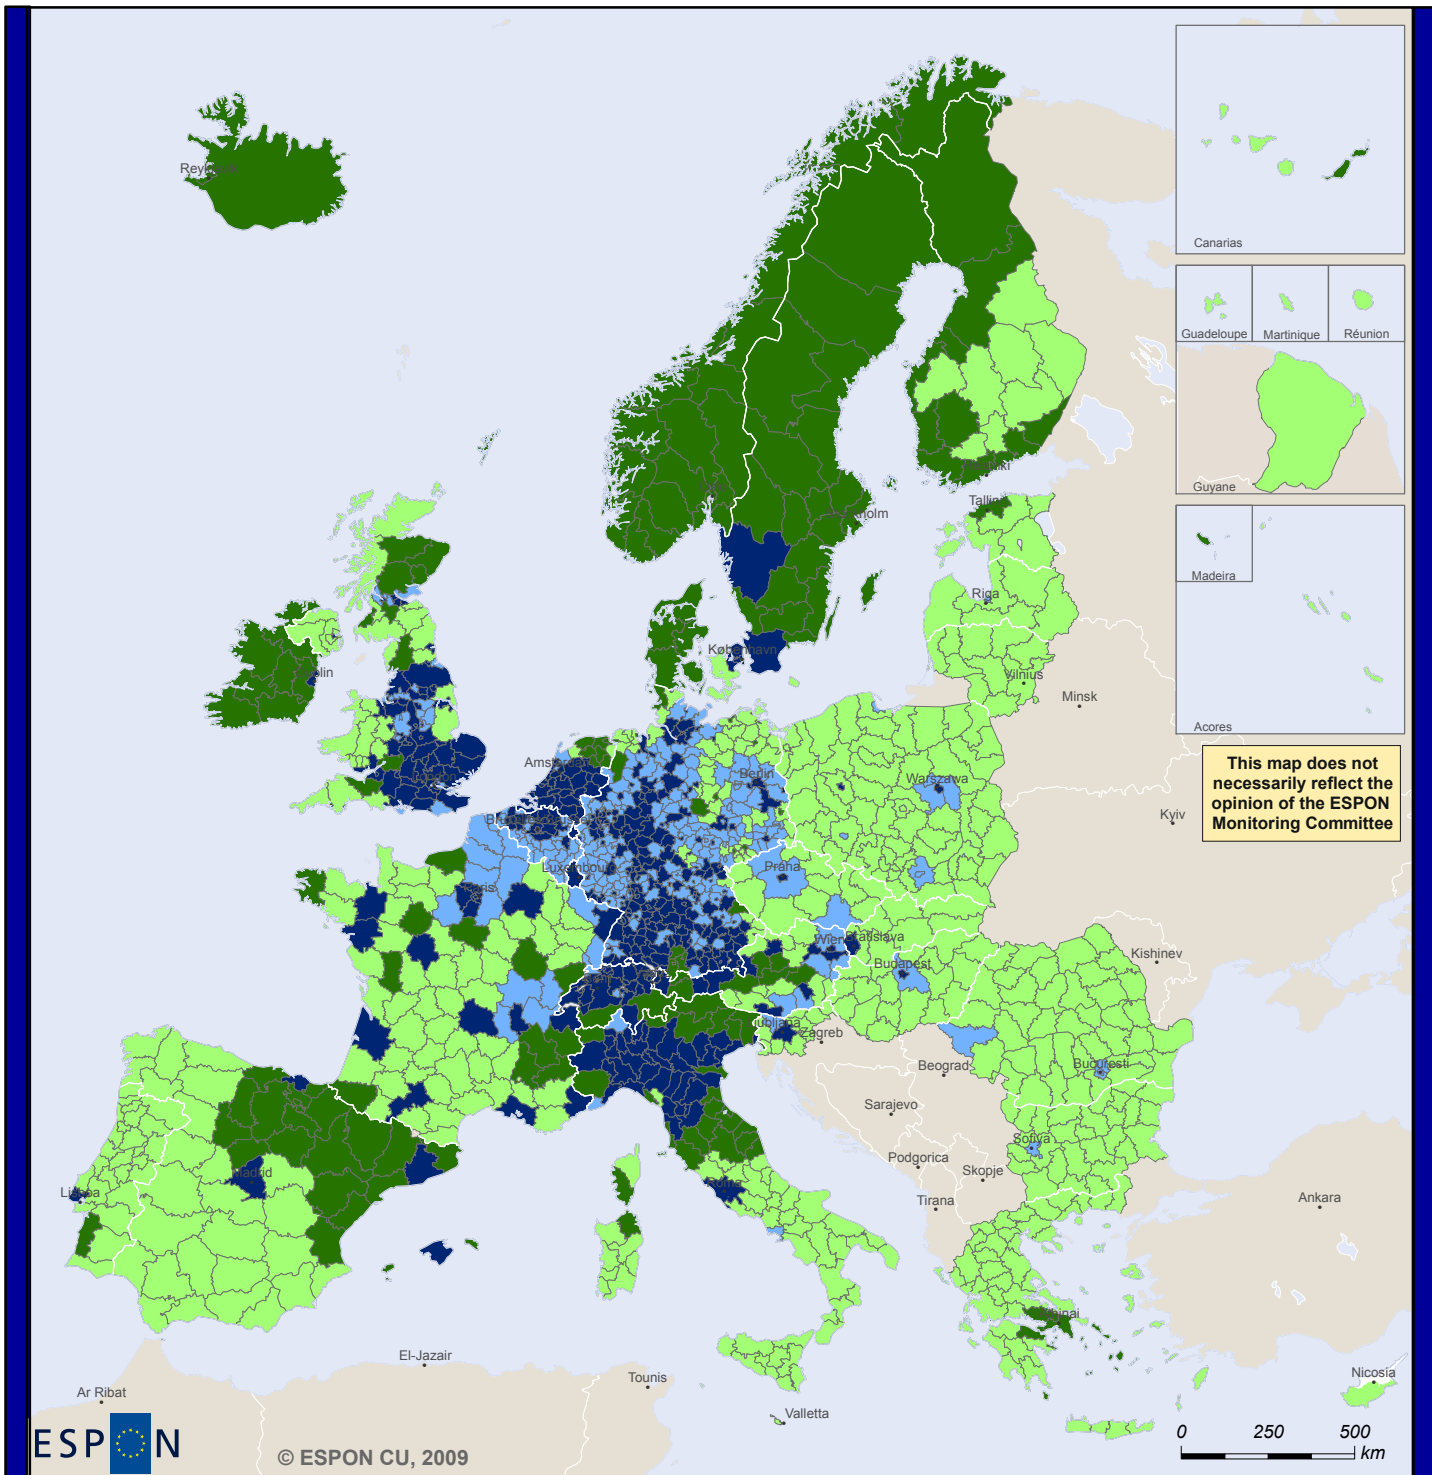 Reykjavik
Canarias
Guadeloupe
Martinique
Réunion
Guyane
Madeira
Acores
This map does not
necessarily reflect the
opinion of the ESPON
Monitoring Committee
Helsinki
Tallinn
Riga
Vilnius
Minsk
København
Amsterdam
London
Berlin
Warszawa
Kyiv
Luxembourg
Praha
Paris
Wien
Bratislava
Budapest
Kishinev
Ljubljana
Zagreb
Beograd
Bucuresti
Sarajevo
Sofiya
Podgorica
Skopje
Tirana
Roma
Madrid
Lisboa
Ankara
Athinai
El-Jazair
Tounis
Ar Ribat
Valletta
Nicosia
0 250 500
km
ESPON
© ESPON CU, 2009